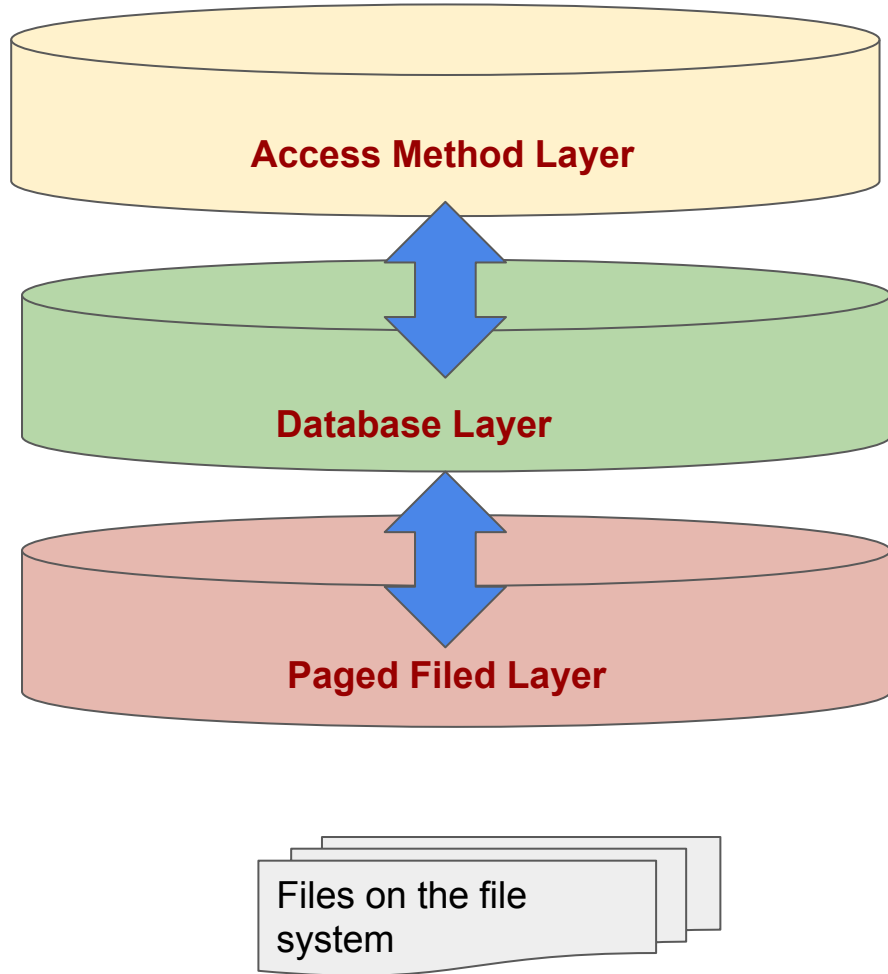 Access Method Layer
Database Layer
Paged Filed Layer
Files on the file
system